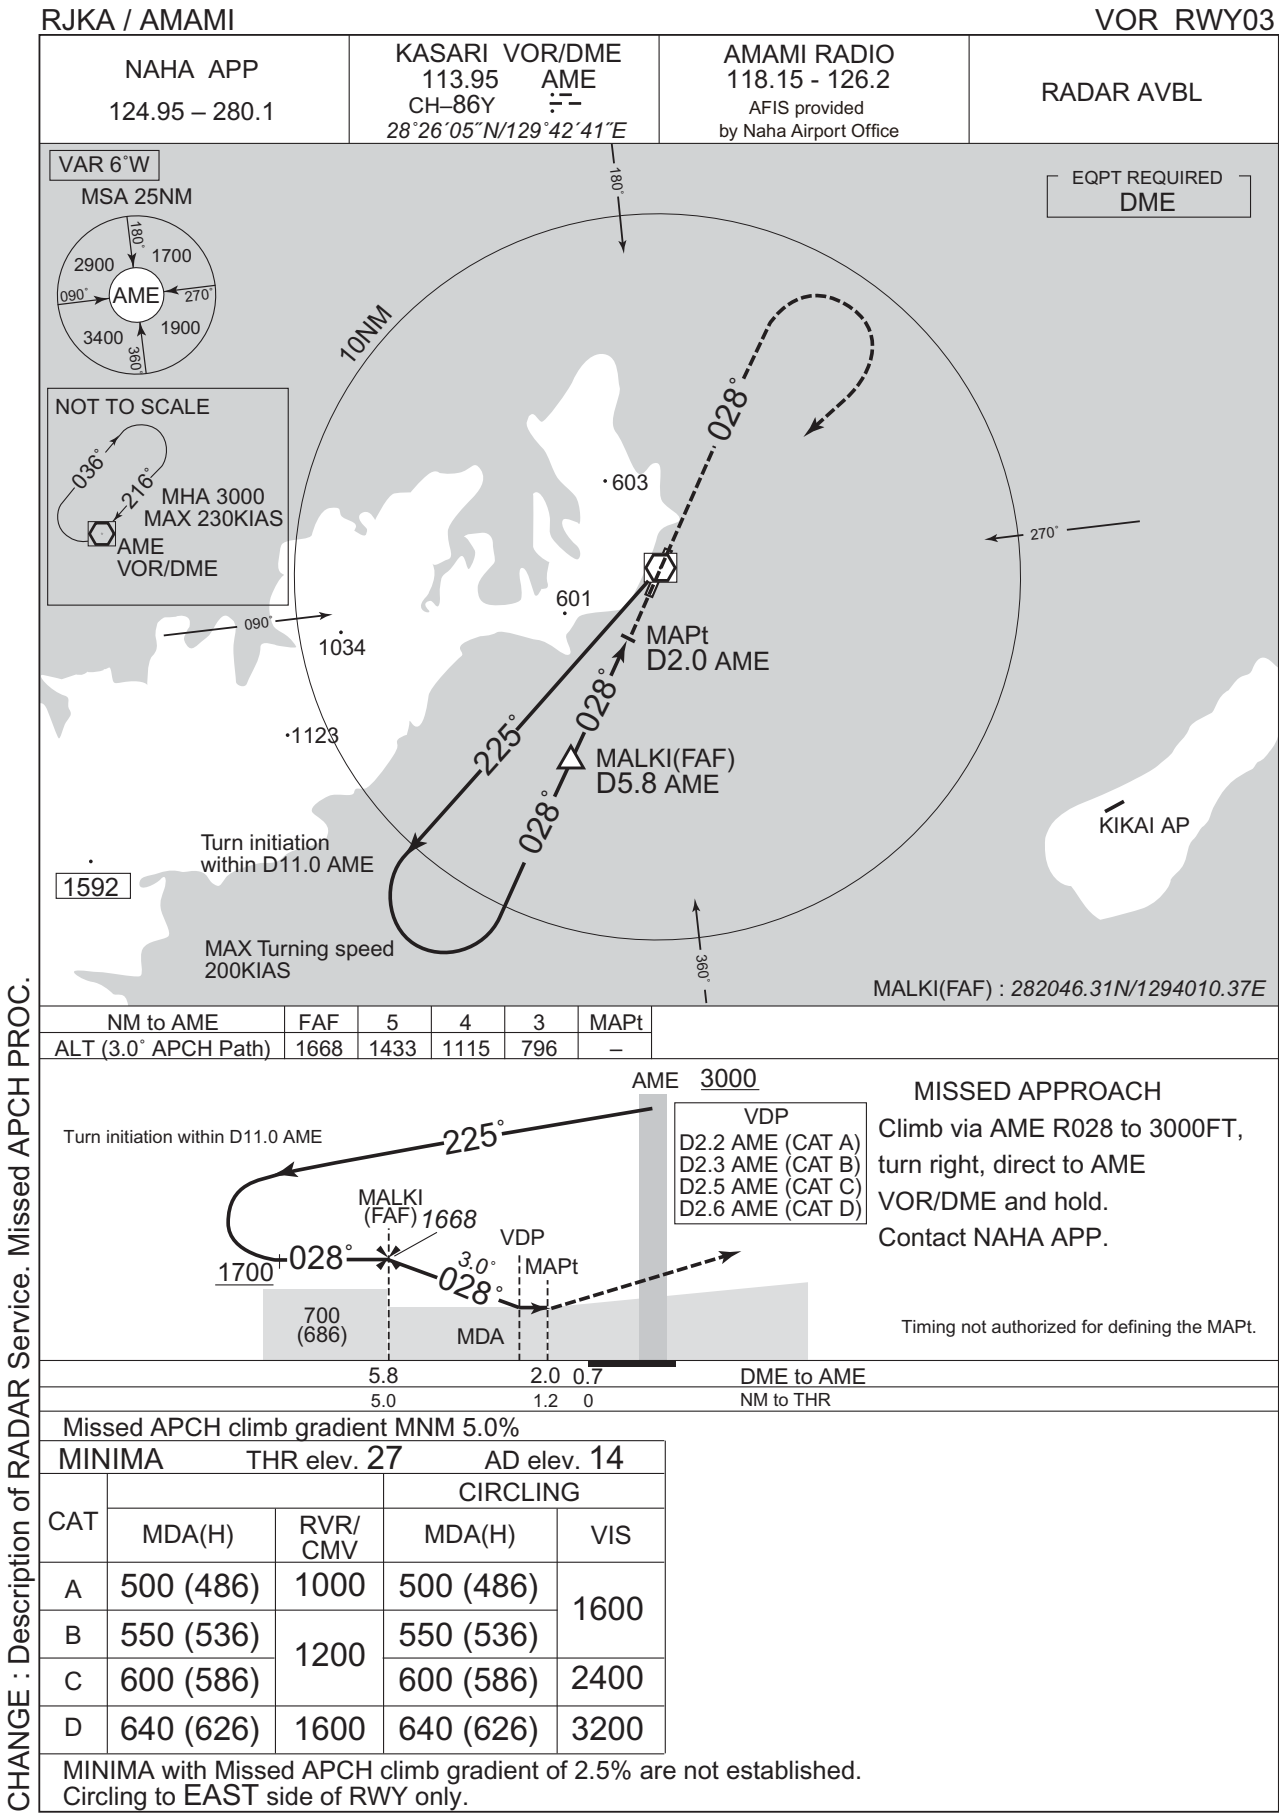 RJKA / AMAMI
VOR RWY03
NAHA APP
124.95 – 280.1
KASARI VOR/DME
113.95 AME
CH–86Y
28°26´05˝N/129°42´41˝E
AMAMI RADIO
118.15 - 126.2
AFIS provided
by Naha Airport Office
RADAR AVBL
VAR 6°W
MSA 25NM
180°
2900
1700
090°
AME
270°
3400
1900
360°
EQPT REQUIRED
DME
180°
10NM
NOT TO SCALE
036°
216°
MHA 3000
MAX 230KIAS
AME
VOR/DME
028°
603
270°
601
090°
1034
MAPt
D2.0 AME
028°
1123
225°
MALKI(FAF)
D5.8 AME
028°
KIKAI AP
Turn initiation
within D11.0 AME
1592
MAX Turning speed
200KIAS
360°
MALKI(FAF) : 282046.31N/1294010.37E
NM to AME FAF 5 4 3 MAPt
ALT (3.0° APCH Path) 1668 1433 1115 796 –
AME 3000
Turn initiation within D11.0 AME
225°
VDP
D2.2 AME (CAT A)
D2.3 AME (CAT B)
D2.5 AME (CAT C)
D2.6 AME (CAT D)
MISSED APPROACH
Climb via AME R028 to 3000FT,
turn right, direct to AME
VOR/DME and hold.
Contact NAHA APP.
MALKI
(FAF) 1668
VDP
MAPt
1700
028°
3.0°
028°
700
(686)
MDA
Timing not authorized for defining the MAPt.
5.8 2.0 0.7 DME to AME
5.0 1.2 0 NM to THR
Missed APCH climb gradient MNM 5.0%
MINIMA THR elev. 27 AD elev. 14
CIRCLING
CAT MDA(H) RVR/CMV MDA(H) VIS
A 500 (486) 1000 500 (486) 1600
B 550 (536) 1200 550 (536)
C 600 (586) 600 (586) 2400
D 640 (626) 1600 640 (626) 3200
MINIMA with Missed APCH climb gradient of 2.5% are not established.
Circling to EAST side of RWY only.
CHANGE : Description of RADAR Service. Missed APCH PROC.